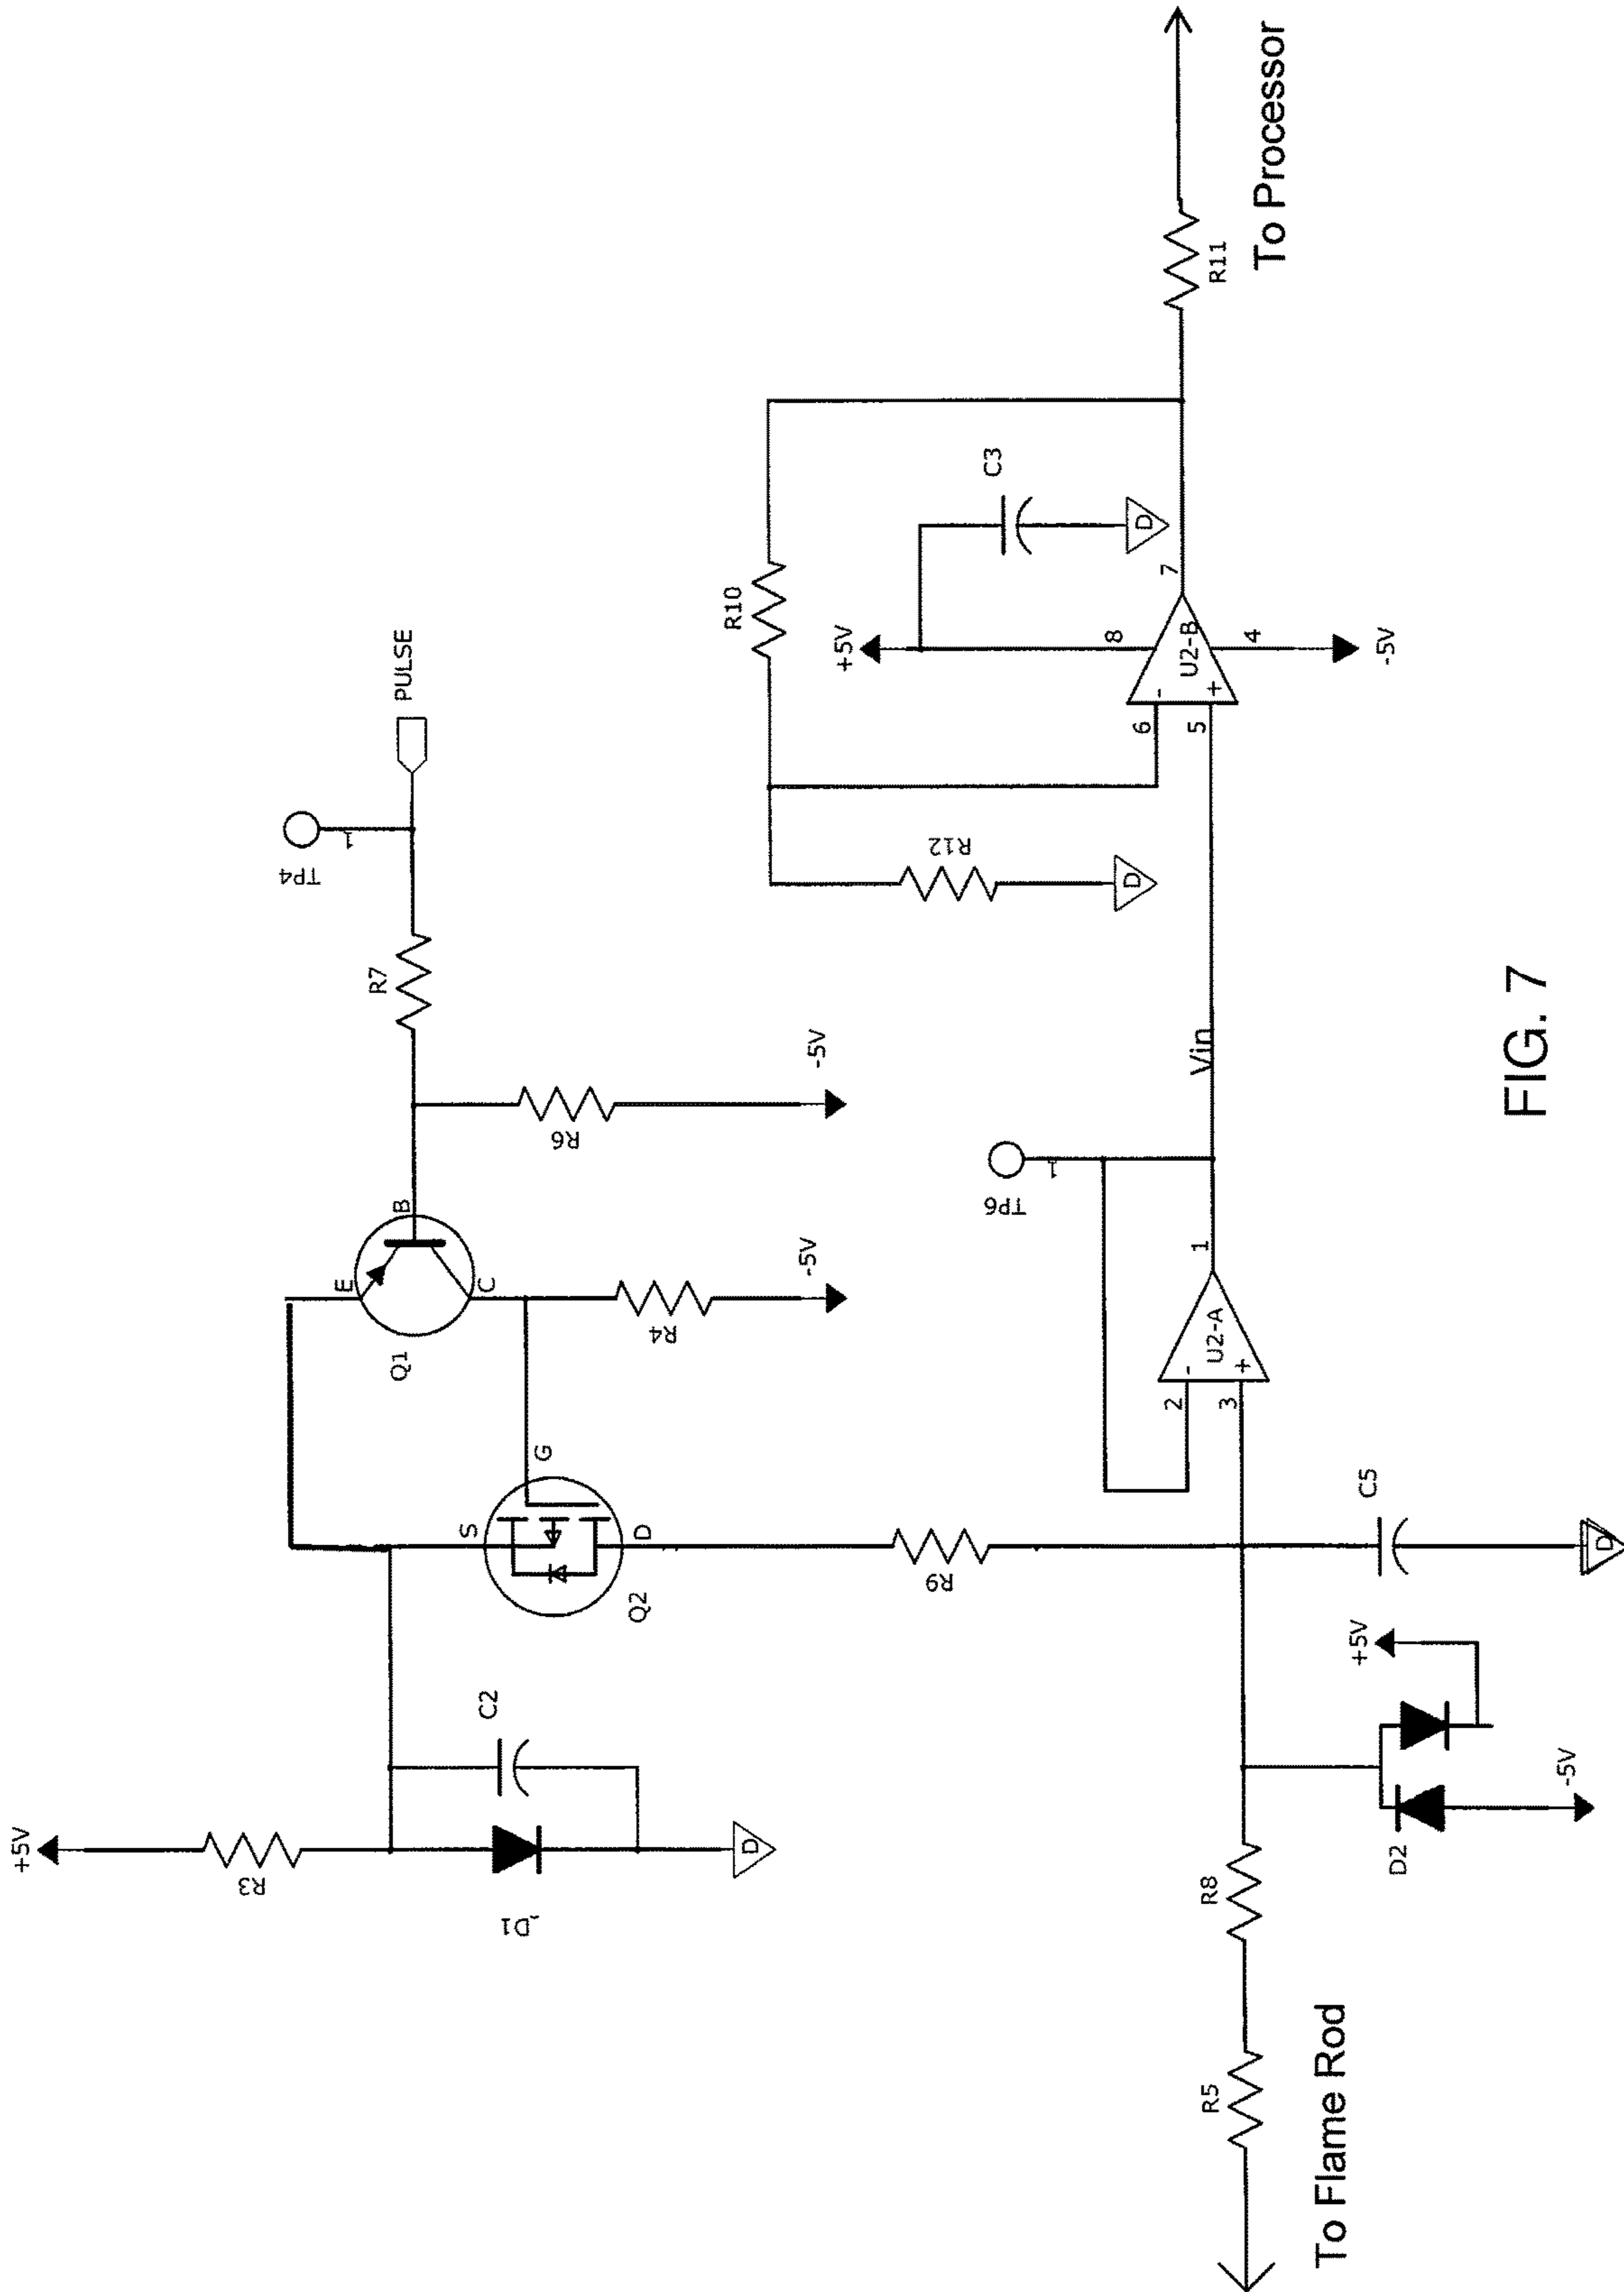 +5V
R3
D1
C2
D
S
G
D
Q2
E
B
C
Q1
R4
-5V
R6
-5V
R7
TP4
1
PULSE
R9
To Flame Rod
R5
R8
D2
-5V
+5V
C5
D
2
3
-
+
U2-A
1
TP6
1
Vin
R12
D
R10
6
5
-
+
U2-B
8
4
7
+5V
-5V
C3
D
R11
To Processor
FIG. 7